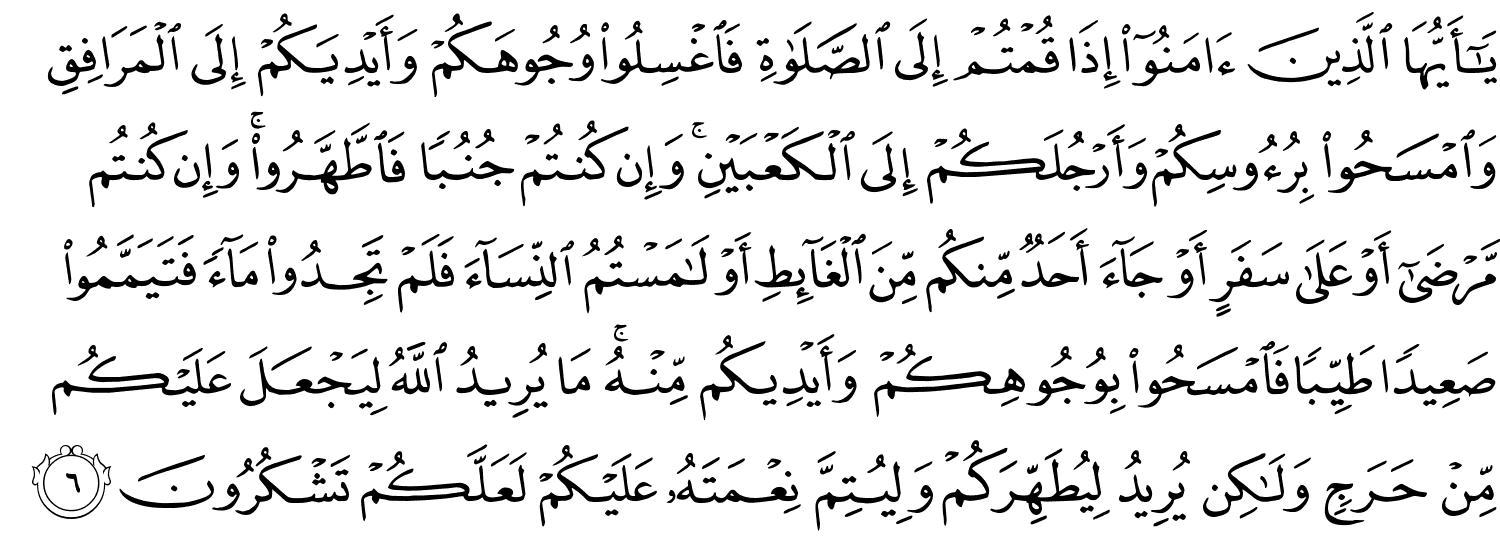 يَـٰٓأَيُّهَا ٱلَّذِينَ ءَامَنُوٓا۟ إِذَا قُمْتُمْ إِلَى ٱلصَّلَوٰةِ فَٱغْسِلُوا۟ وُجُوهَكُمْ وَأَيْدِيَكُمْ إِلَى ٱلْمَرَافِقِ
وَٱمْسَحُوا۟ بِرُءُوسِكُمْ وَأَرْجُلَكُمْ إِلَى ٱلْكَعْبَيْنِ ۚ وَإِن كُنتُمْ جُنُبًا فَٱطَّهَّرُوا۟ ۚ وَإِن كُنتُم
مَّرْضَىٰٓ أَوْ عَلَىٰ سَفَرٍ أَوْ جَآءَ أَحَدٌ مِّنكُم مِّنَ ٱلْغَآئِطِ أَوْ لَـٰمَسْتُمُ ٱلنِّسَآءَ فَلَمْ تَجِدُوا۟ مَآءً فَتَيَمَّمُوا۟
صَعِيدًا طَيِّبًا فَٱمْسَحُوا۟ بِوُجُوهِكُمْ وَأَيْدِيكُم مِّنْهُ ۚ مَا يُرِيدُ ٱللَّهُ لِيَجْعَلَ عَلَيْكُم
مِّنْ حَرَجٍ وَلَـٰكِن يُرِيدُ لِيُطَهِّرَكُمْ وَلِيُتِمَّ نِعْمَتَهُۥ عَلَيْكُمْ لَعَلَّكُمْ تَشْكُرُونَ ٦